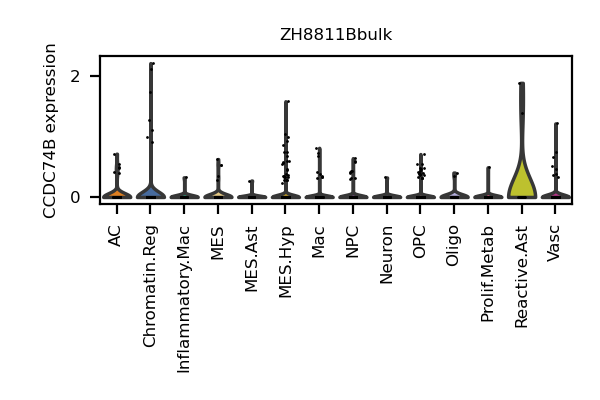 ZH8811Bbulk
CCDC74B expression
2
0
AC
Chromatin.Reg
Inflammatory.Mac
MES
MES.Ast
MES.Hyp
Mac
NPC
Neuron
OPC
Oligo
Prolif.Metab
Reactive.Ast
Vasc